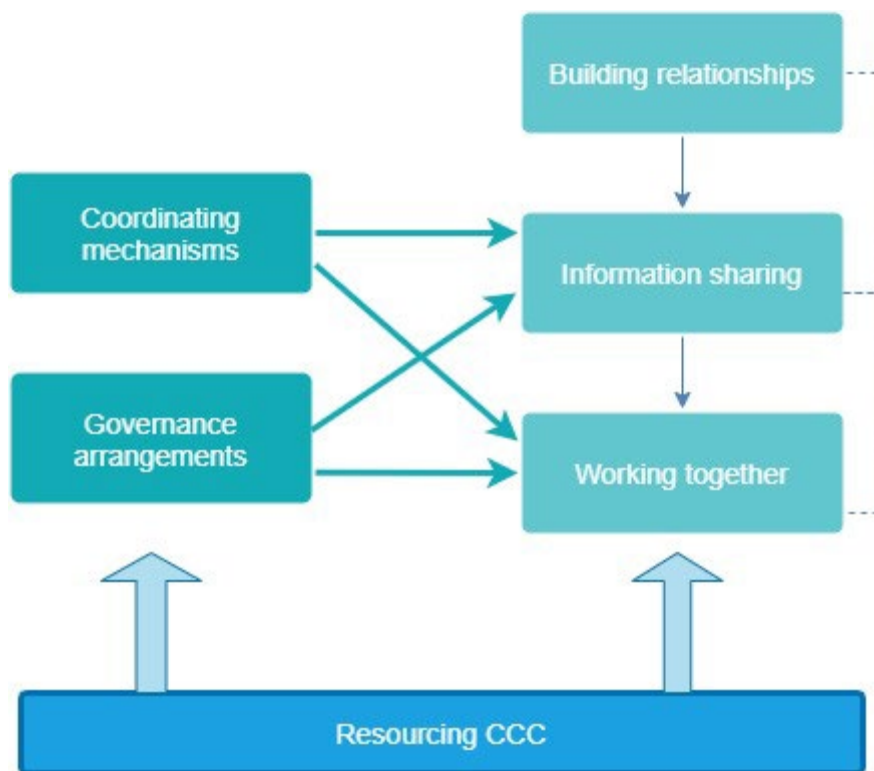 Building relationships
Coordinating
mechanisms
Information sharing
Governance
arrangements
Working together
Resourcing CCC